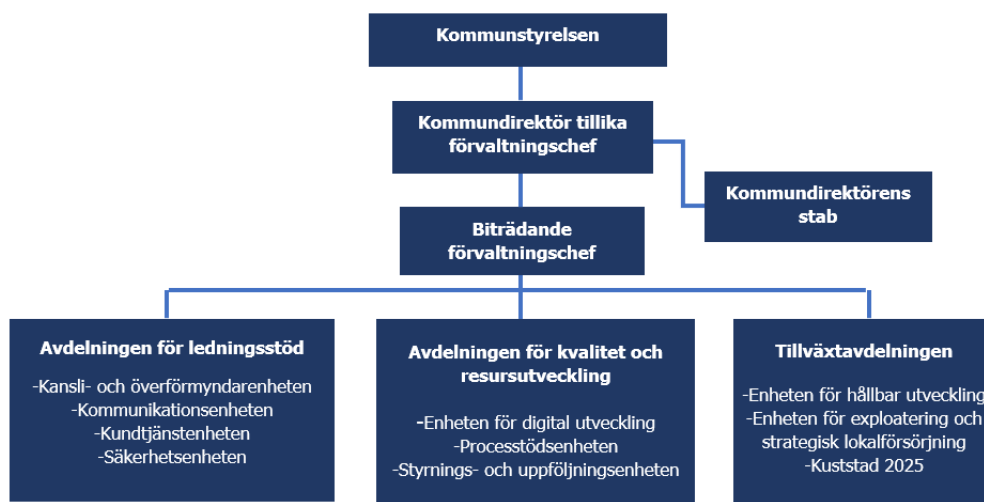 Kommunstyrelsen
Kommundirektör tillika
förvaltningschef
Kommundirektörens
stab
Biträdande
förvaltningschef
Avdelningen för ledningsstöd
-Kansli- och överförmyndarenheten
-Kommunikationsenheten
-Kundtjänstenheten
-Säkerhetsenheten
Avdelningen för kvalitet och
resursutveckling
-Enheten för digital utveckling
-Processtödsenheten
-Styrnings- och uppföljningsenheten
Tillväxtavdelningen
-Enheten för hållbar utveckling
-Enheten för exploatering och
strategisk lokalförsörjning
-Kuststad 2025